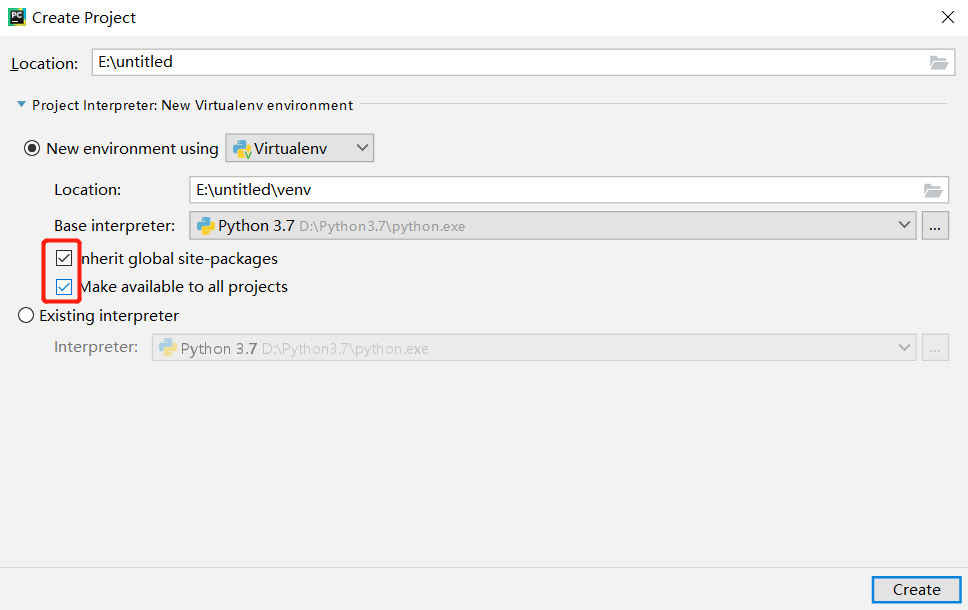 PC Create Project
Location: E:\untitled
Project Interpreter: New Virtualenv environment
New environment using Virtualenv
Location: E:\untitled\venv
Base interpreter: Python 3.7 D:\Python3.7\python.exe ...
Inherit global site-packages
Make available to all projects
Existing interpreter
Interpreter: Python 3.7 D:\Python3.7\python.exe ...
Create